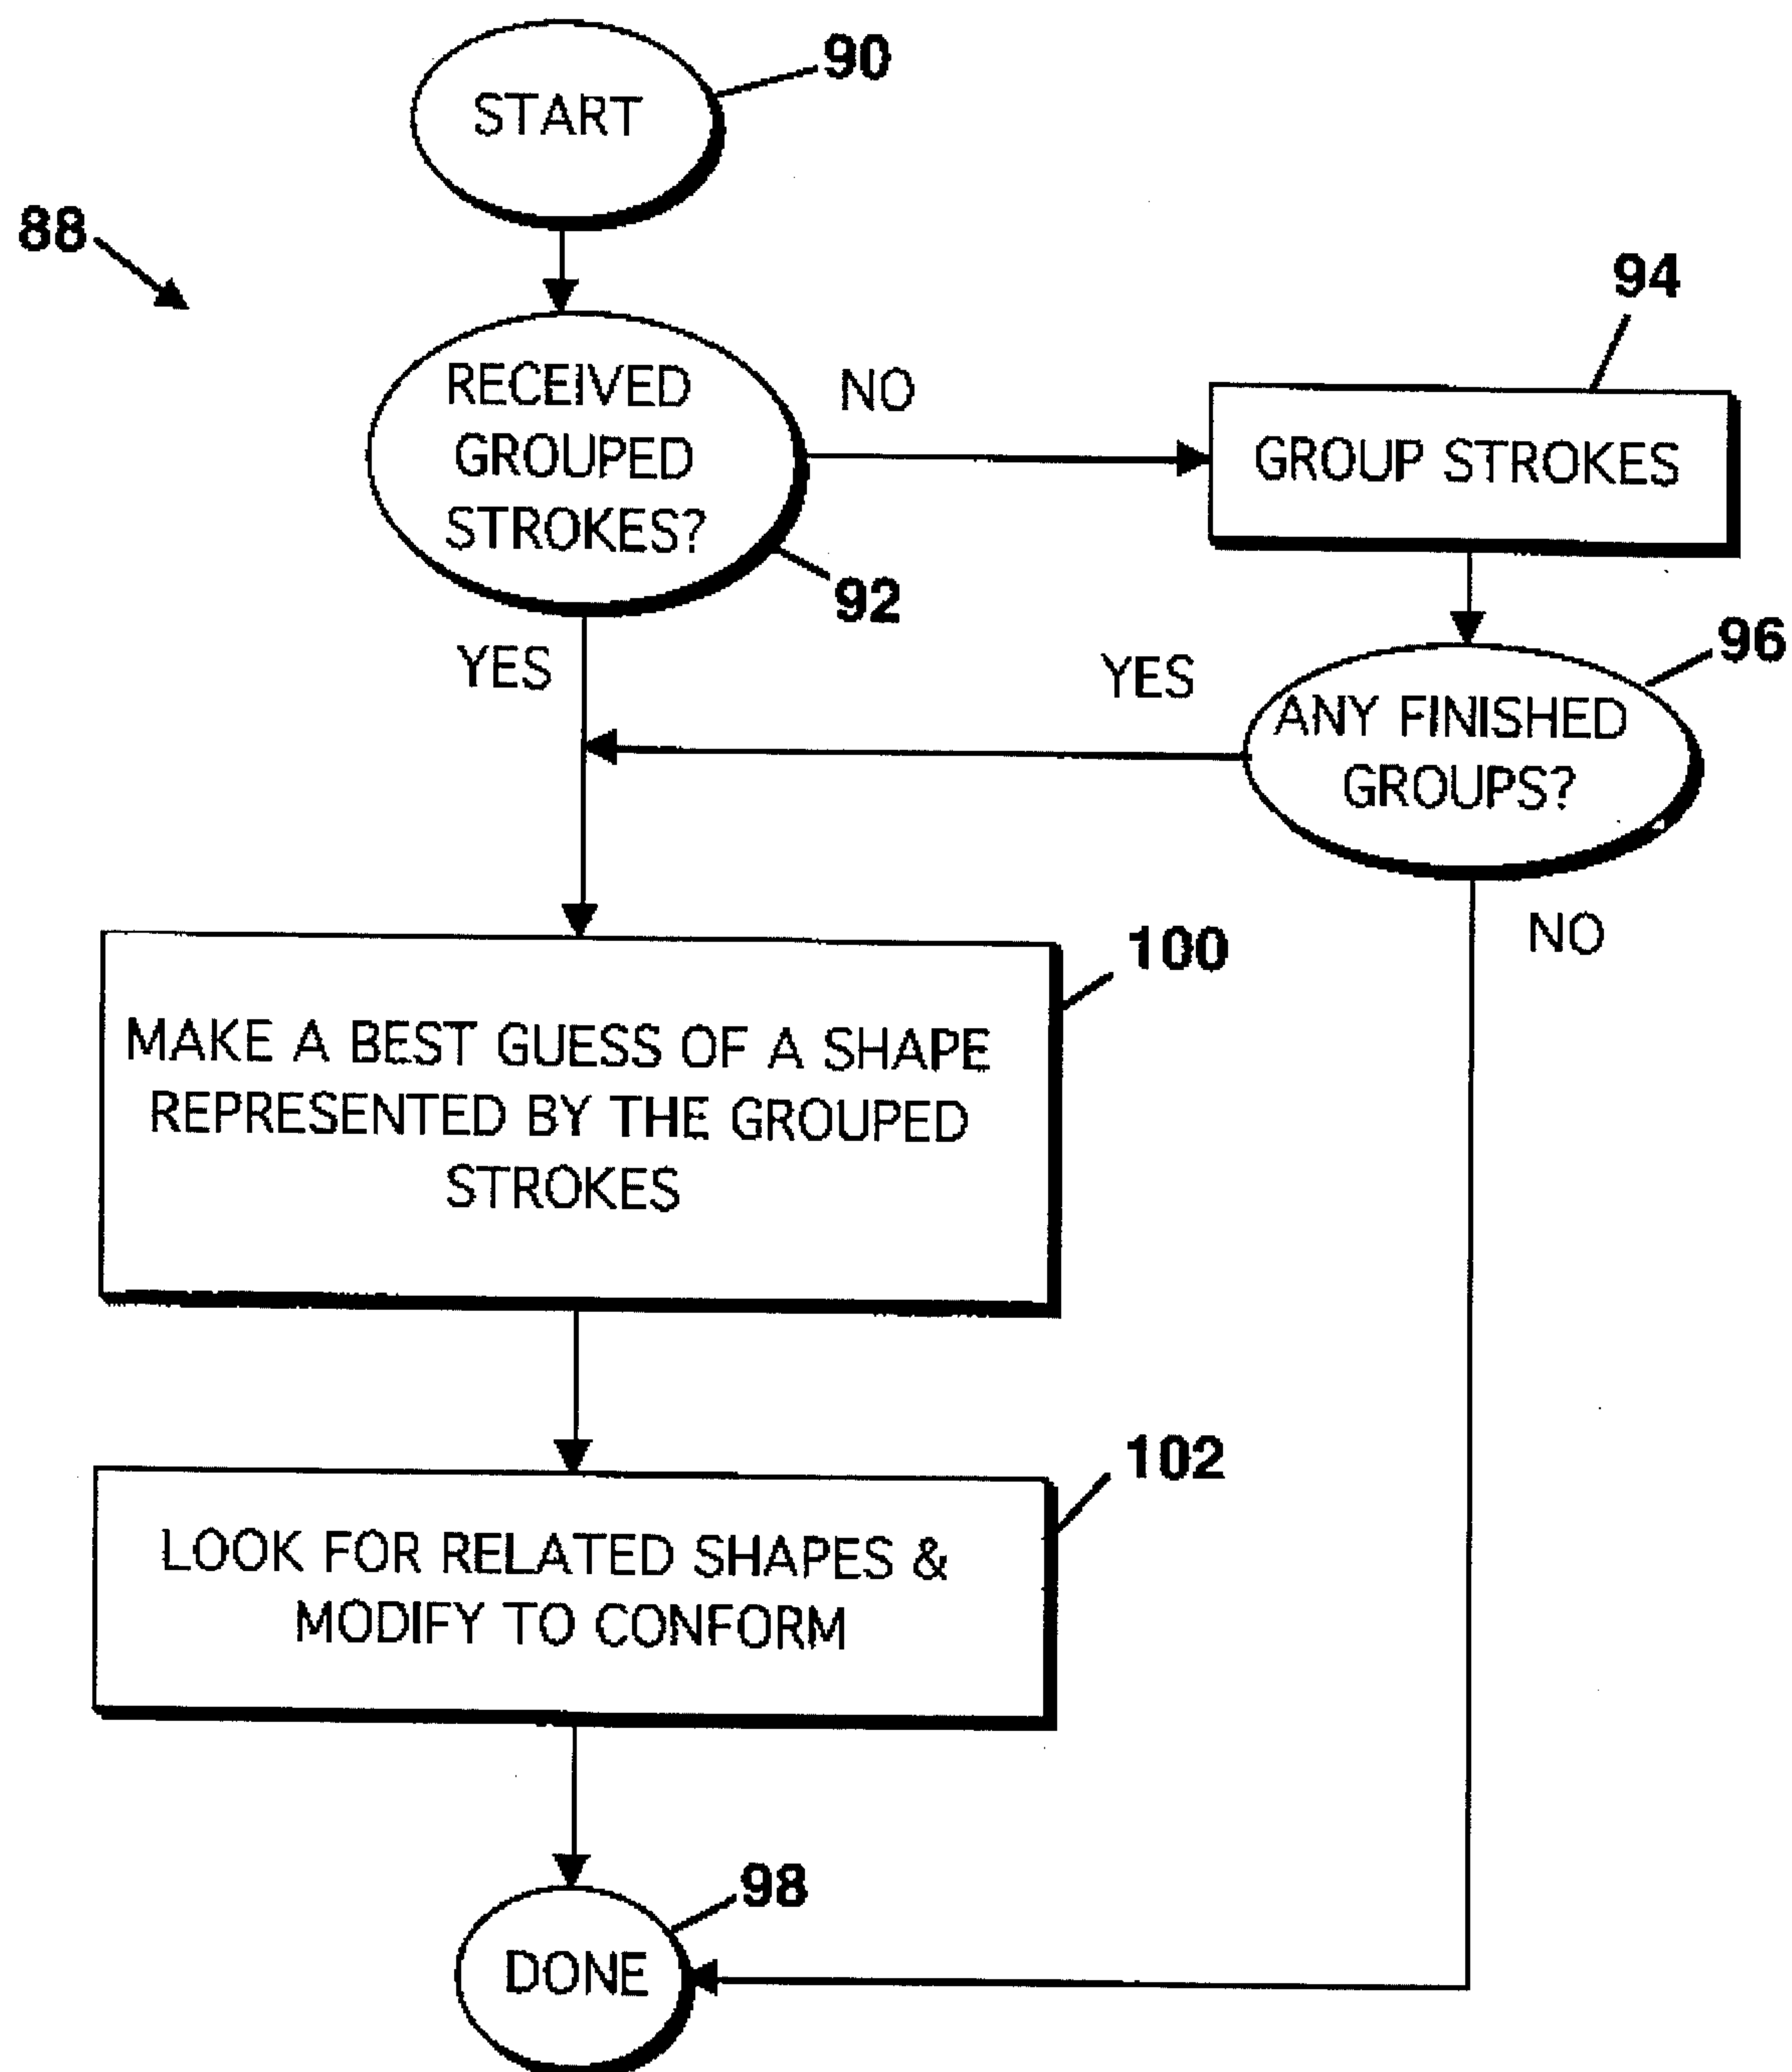 90
START
88
94
RECEIVED
GROUPED
STROKES?
NO
GROUP STROKES
92
96
YES
YES
ANY FINISHED
GROUPS?
NO
100
MAKE A BEST GUESS OF A SHAPE
REPRESENTED BY THE GROUPED
STROKES
102
LOOK FOR RELATED SHAPES &
MODIFY TO CONFORM
98
DONE